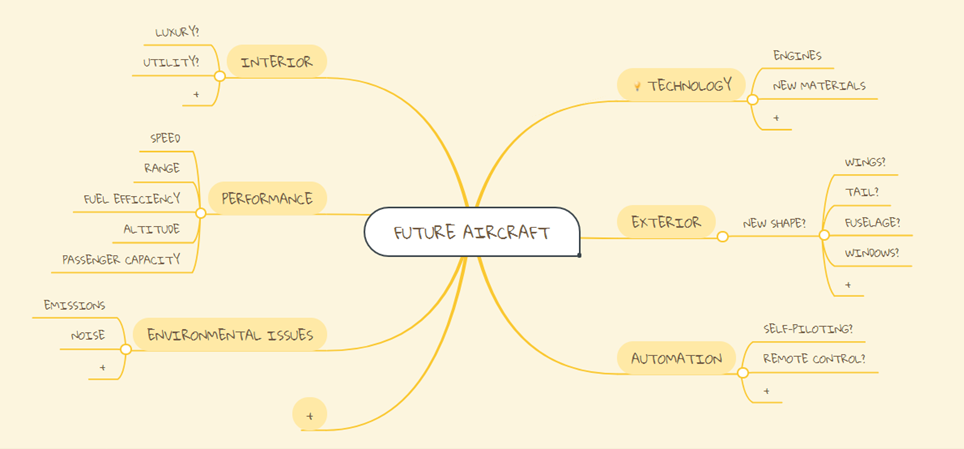 FUTURE AIRCRAFT
INTERIOR
LUXURY?
UTILITY?
+
PERFORMANCE
SPEED
RANGE
FUEL EFFICIENCY
ALTITUDE
PASSENGER CAPACITY
ENVIRONMENTAL ISSUES
EMISSIONS
NOISE
+
+
TECHNOLOGY
ENGINES
NEW MATERIALS
+
EXTERIOR
NEW SHAPE?
WINGS?
TAIL?
FUSELAGE?
WINDOWS?
+
AUTOMATION
SELF-PILOTING?
REMOTE CONTROL?
+